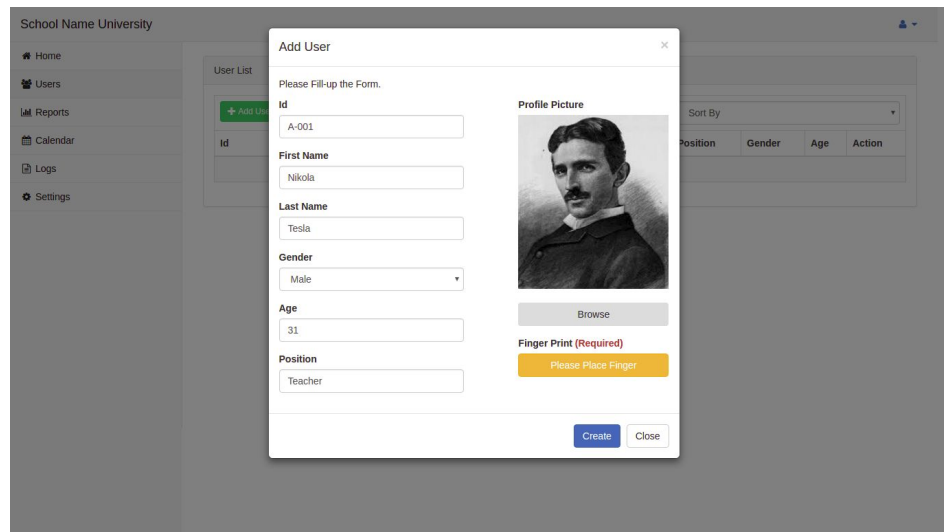 School Name University
Home
Users
Reports
Calendar
Logs
Settings
User List
Add Use
Sort By
Id
Position
Gender
Age
Action
Add User
×
Please Fill-up the Form.
Id
A-001
First Name
Nikola
Last Name
Tesla
Gender
Male
Age
31
Position
Teacher
Profile Picture
Browse
Finger Print (Required)
Please Place Finger
Create
Close